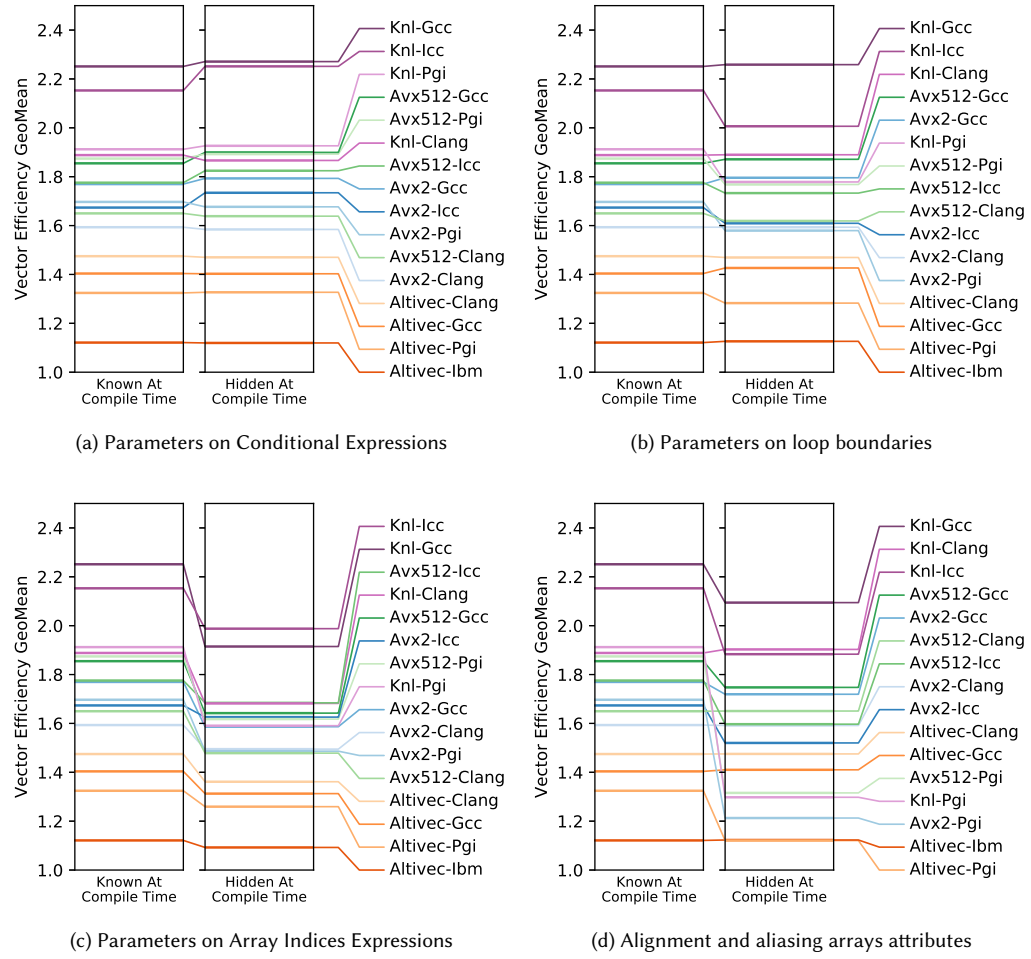 Vector Efficiency GeoMean
2.4
2.2
2.0
1.8
1.6
1.4
1.2
1.0
Known At
Compile Time
Hidden At
Compile Time
Knl-Gcc
Knl-Icc
Knl-Pgi
Avx512-Gcc
Avx512-Pgi
Knl-Clang
Avx512-Icc
Avx2-Gcc
Avx2-Icc
Avx2-Pgi
Avx512-Clang
Avx2-Clang
Altivec-Clang
Altivec-Gcc
Altivec-Pgi
Altivec-Ibm
(a) Parameters on Conditional Expressions
Vector Efficiency GeoMean
2.4
2.2
2.0
1.8
1.6
1.4
1.2
1.0
Known At
Compile Time
Hidden At
Compile Time
Knl-Gcc
Knl-Icc
Knl-Clang
Avx512-Gcc
Avx2-Gcc
Knl-Pgi
Avx512-Pgi
Avx512-Icc
Avx512-Clang
Avx2-Icc
Avx2-Clang
Avx2-Pgi
Altivec-Clang
Altivec-Gcc
Altivec-Pgi
Altivec-Ibm
(b) Parameters on loop boundaries
Vector Efficiency GeoMean
2.4
2.2
2.0
1.8
1.6
1.4
1.2
1.0
Known At
Compile Time
Hidden At
Compile Time
Knl-Icc
Knl-Gcc
Avx512-Icc
Knl-Clang
Avx512-Gcc
Avx2-Icc
Avx512-Pgi
Knl-Pgi
Avx2-Gcc
Avx2-Clang
Avx2-Pgi
Avx512-Clang
Altivec-Clang
Altivec-Gcc
Altivec-Pgi
Altivec-Ibm
(c) Parameters on Array Indices Expressions
Vector Efficiency GeoMean
2.4
2.2
2.0
1.8
1.6
1.4
1.2
1.0
Known At
Compile Time
Hidden At
Compile Time
Knl-Gcc
Knl-Clang
Knl-Icc
Avx512-Gcc
Avx2-Gcc
Avx512-Clang
Avx512-Icc
Avx2-Clang
Avx2-Icc
Altivec-Clang
Altivec-Gcc
Avx512-Pgi
Knl-Pgi
Avx2-Pgi
Altivec-Ibm
Altivec-Pgi
(d) Alignment and aliasing arrays attributes